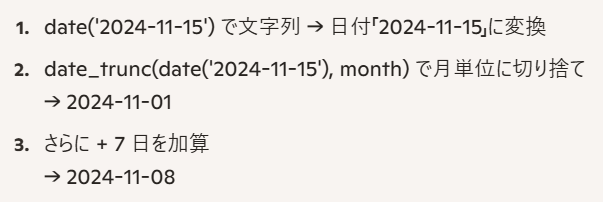 1. date('2024-11-15') で文字列 → 日付「2024-11-15」に変換
2. date_trunc(date('2024-11-15'), month) で月単位に切り捨て
→ 2024-11-01
3. さらに + 7 日を加算
→ 2024-11-08